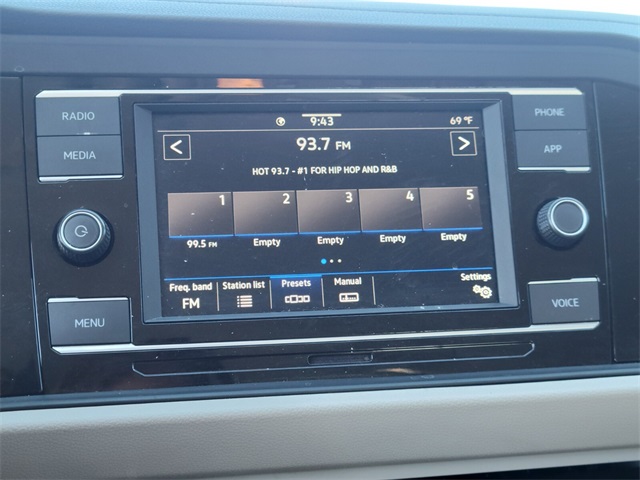 RADIO
MEDIA
MENU
9:43
69 °F
93.7 FM
HOT 93.7 - #1 FOR HIP HOP AND R&B
1 2 3 4 5
99.5 FM Empty Empty Empty Empty
Freq. band Station list Presets Manual Settings
FM
PHONE
APP
VOICE